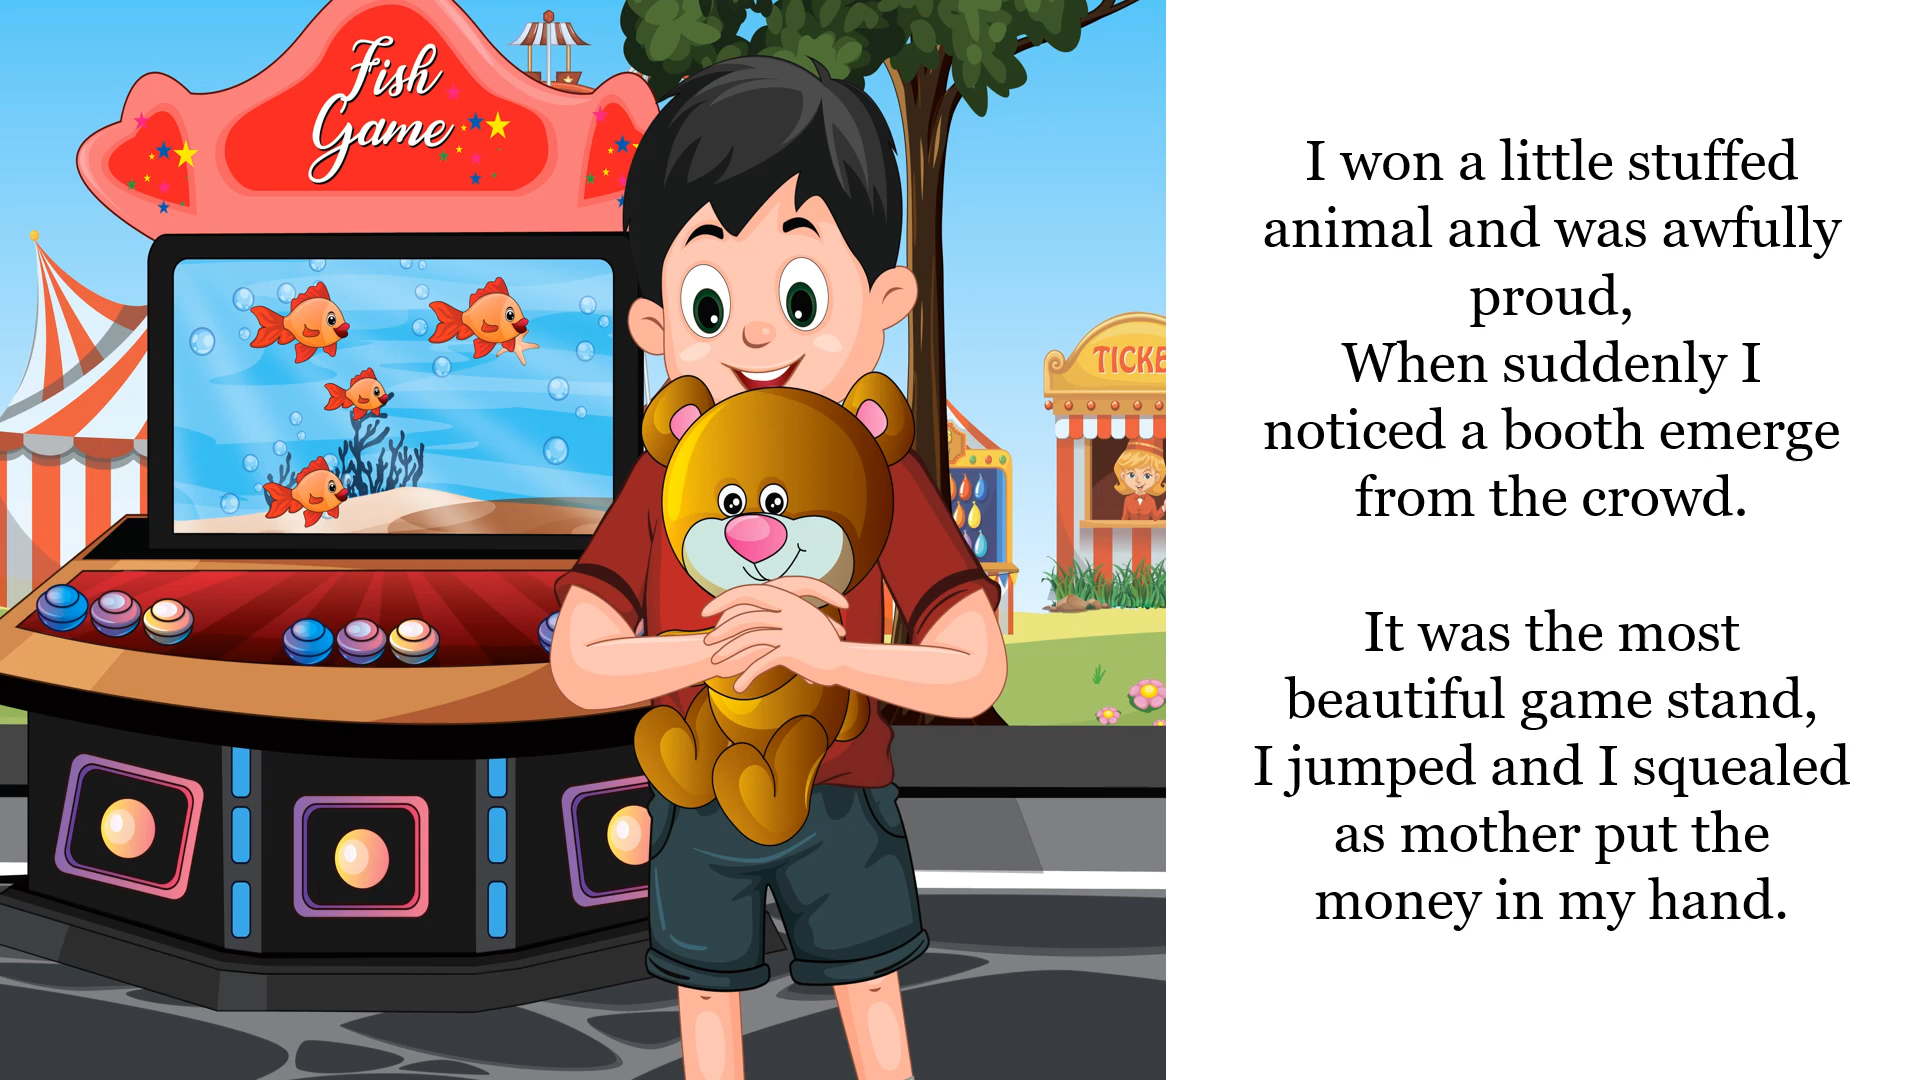 Fish
Game
TICKE
I won a little stuffed
animal and was awfully
proud,
When suddenly I
noticed a booth emerge
from the crowd.
It was the most
beautiful game stand,
I jumped and I squealed
as mother put the
money in my hand.